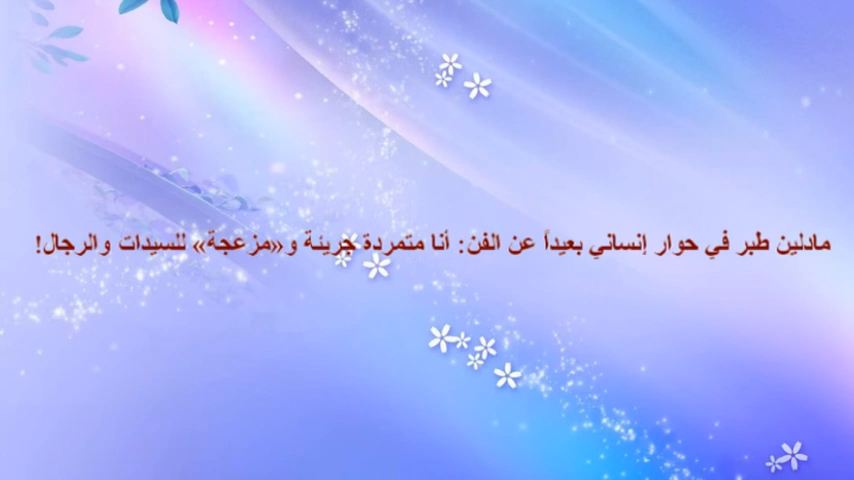 مادلين طبر في حوار إنساني بعيداً عن الفن: أنا متمردة جريئة و«مزعجة» للسيدات والرجال!